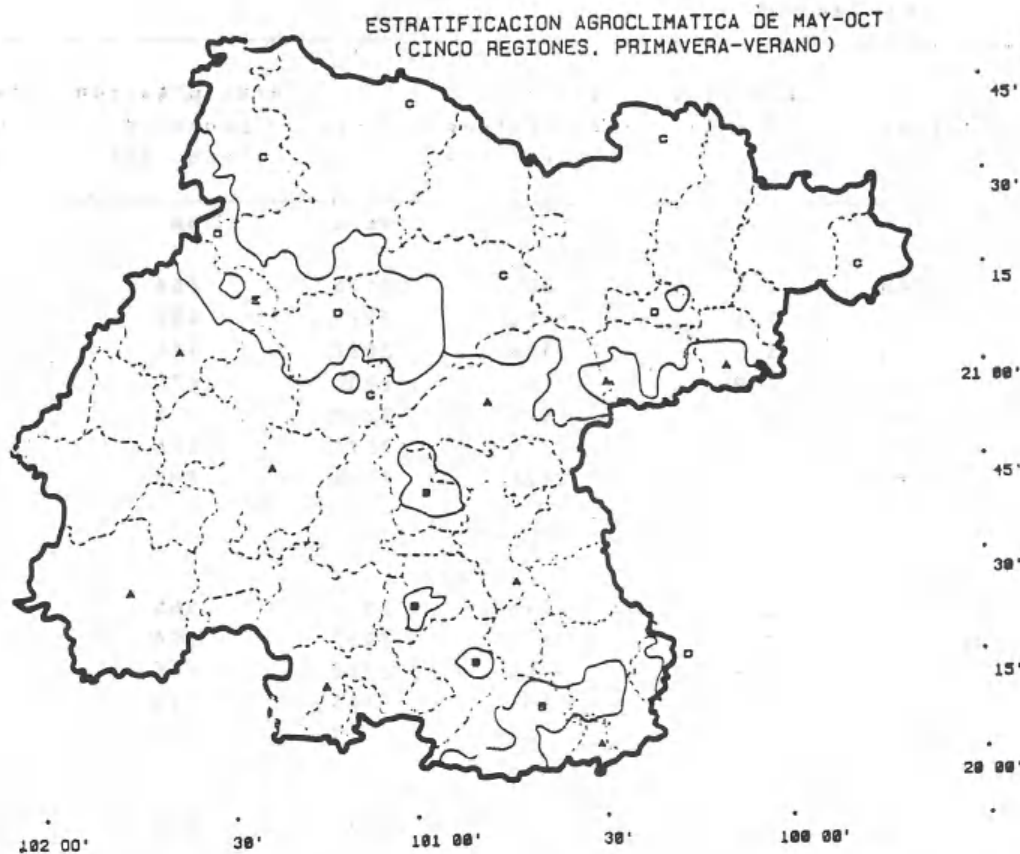 ESTRATIFICACION AGROCLIMATICA DE MAY-OCT
(CINCO REGIONES. PRIMAVERA-VERANO)
45'
C
C
C
30'
C
C
C
15'
E
D
D
A
A
21 00'
A
C
A
A
45'
B
30'
A
A
B
D
B
15'
A
B
A
20 00'
102 00'
30'
101 00'
30'
100 00'